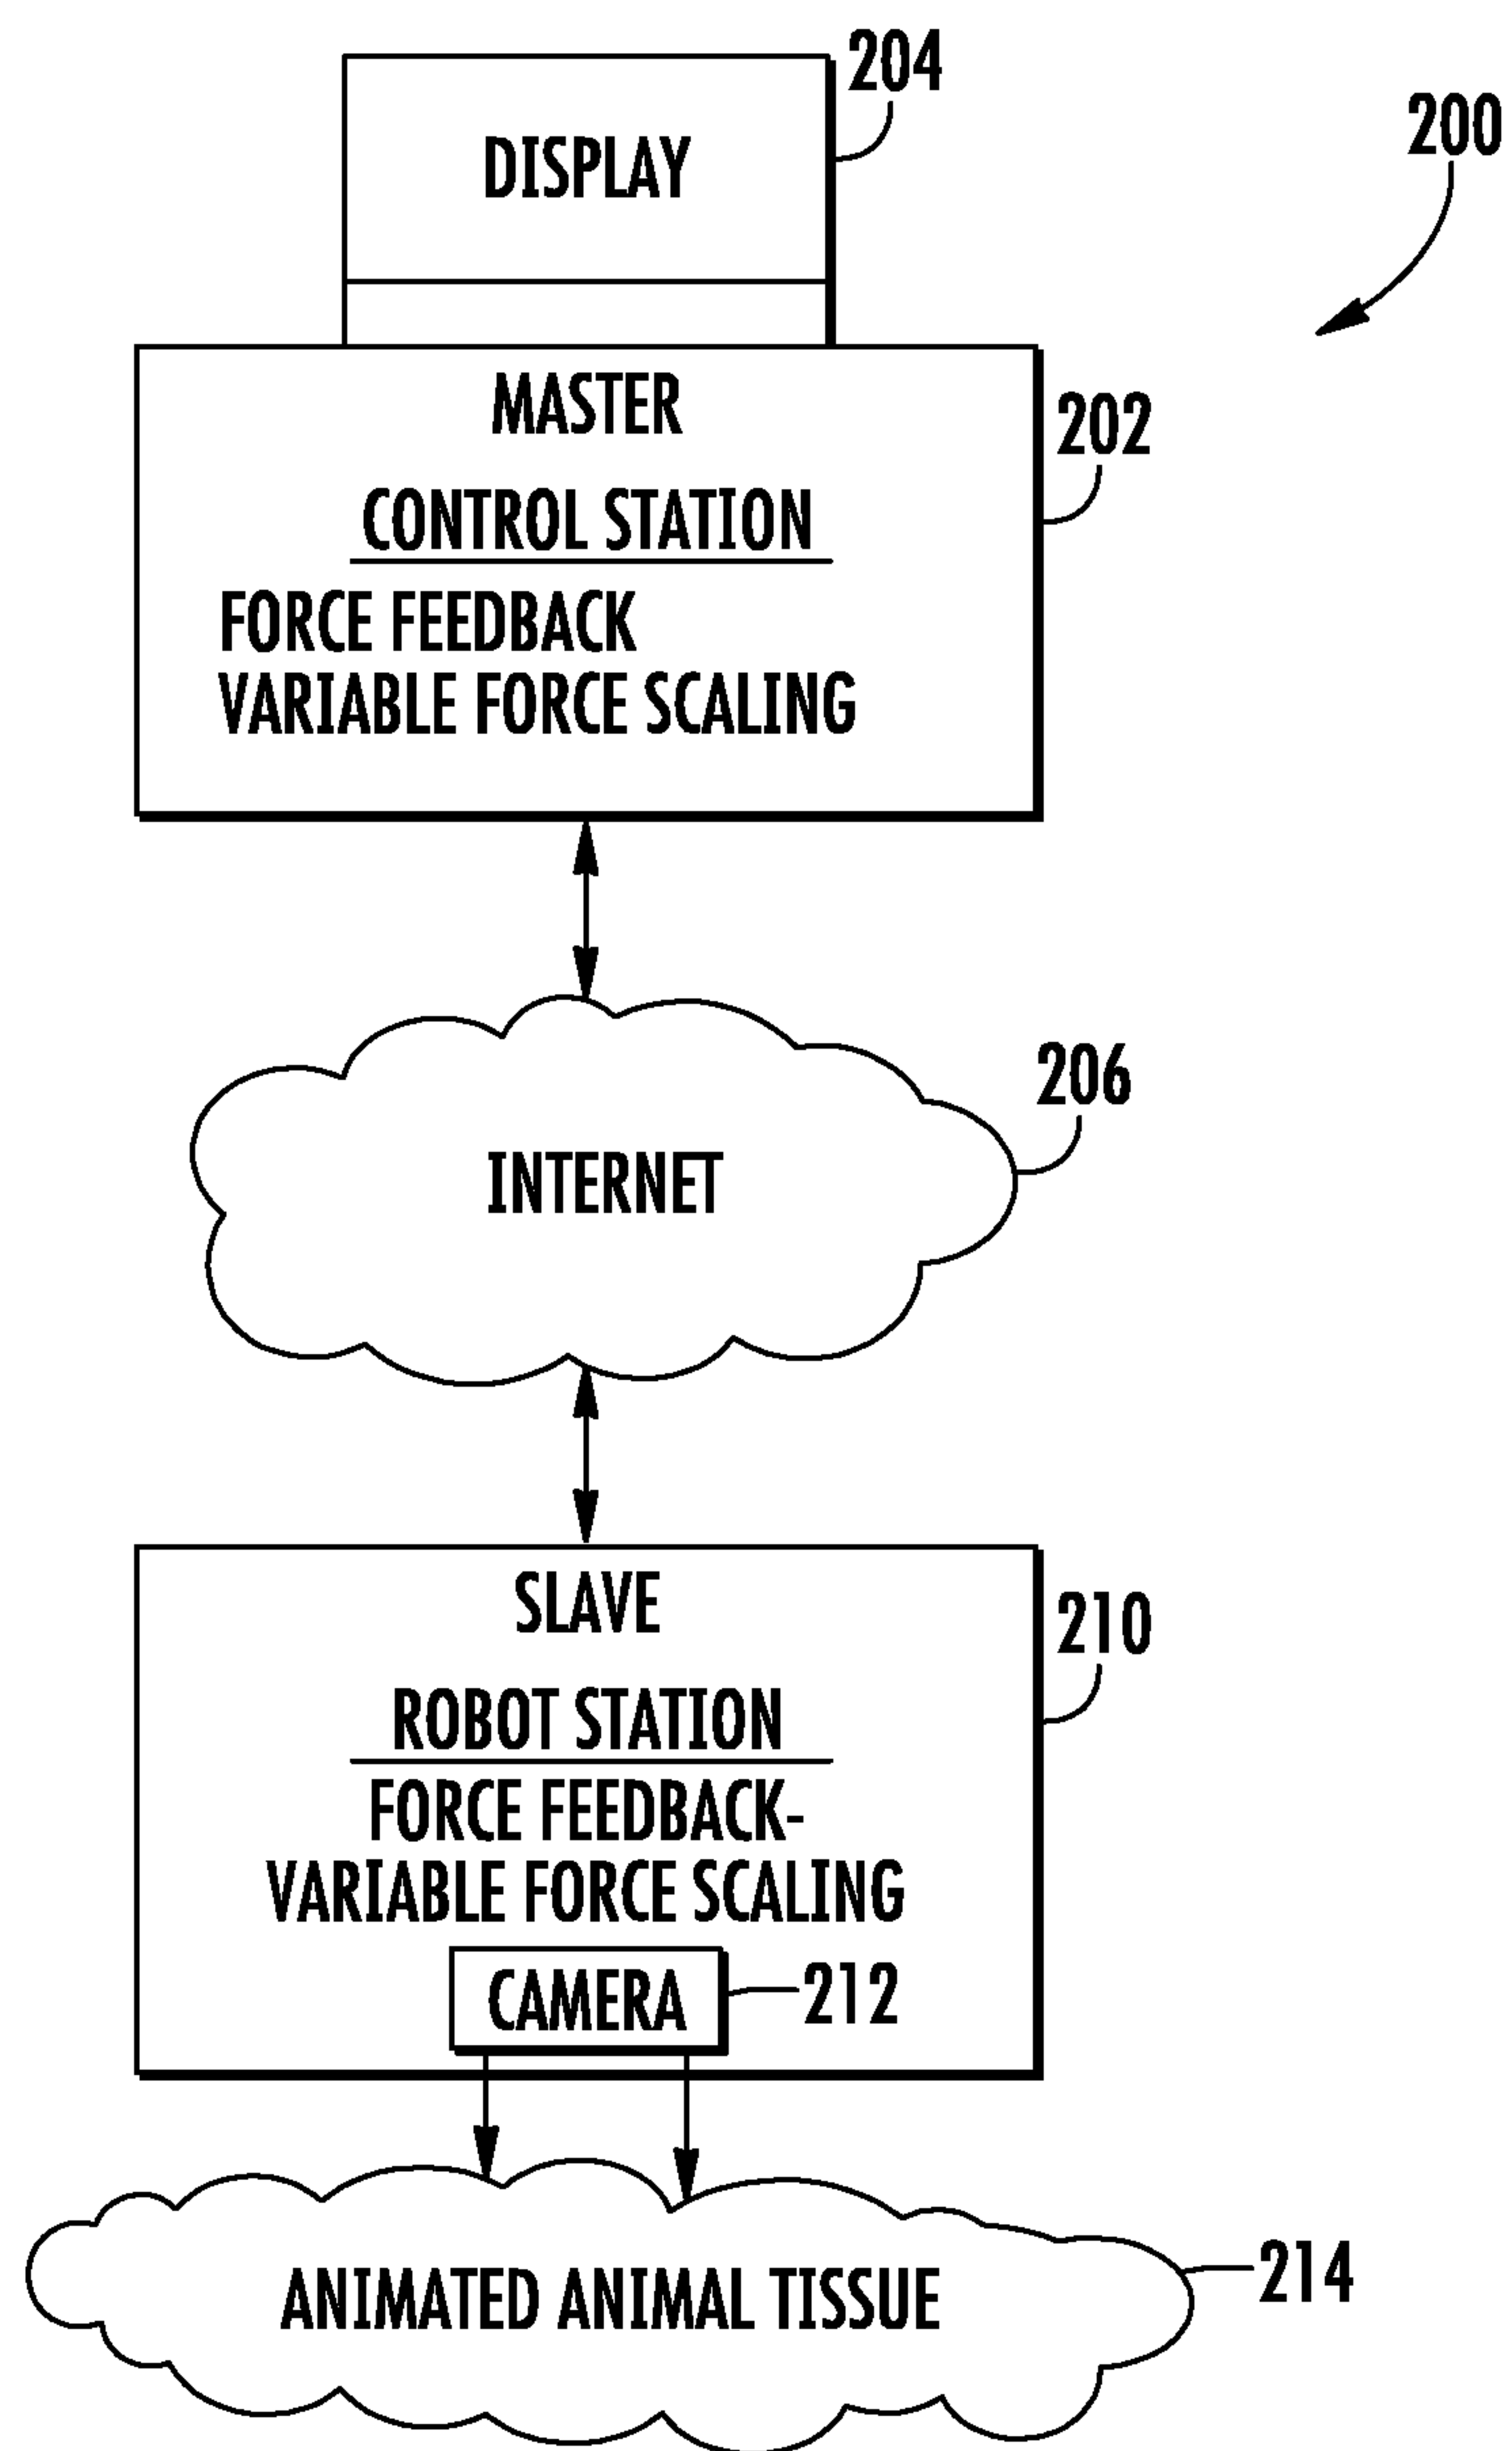 204
DISPLAY
200
MASTER
202
CONTROL STATION
FORCE FEEDBACK
VARIABLE FORCE SCALING
206
INTERNET
SLAVE
210
ROBOT STATION
FORCE FEEDBACK-
VARIABLE FORCE SCALING
CAMERA
212
ANIMATED ANIMAL TISSUE
214